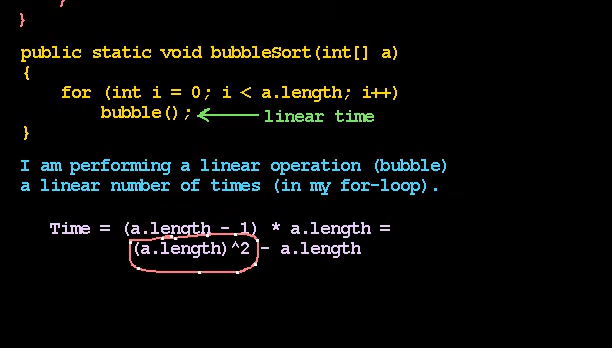 }
}
public static void bubbleSort(int[] a)
{
for (int i = 0; i < a.length; i++)
bubble();
linear time
}
I am performing a linear operation (bubble)
a linear number of times (in my for-loop).
Time = (a.length - 1) * a.length =
(a.length)^2 - a.length